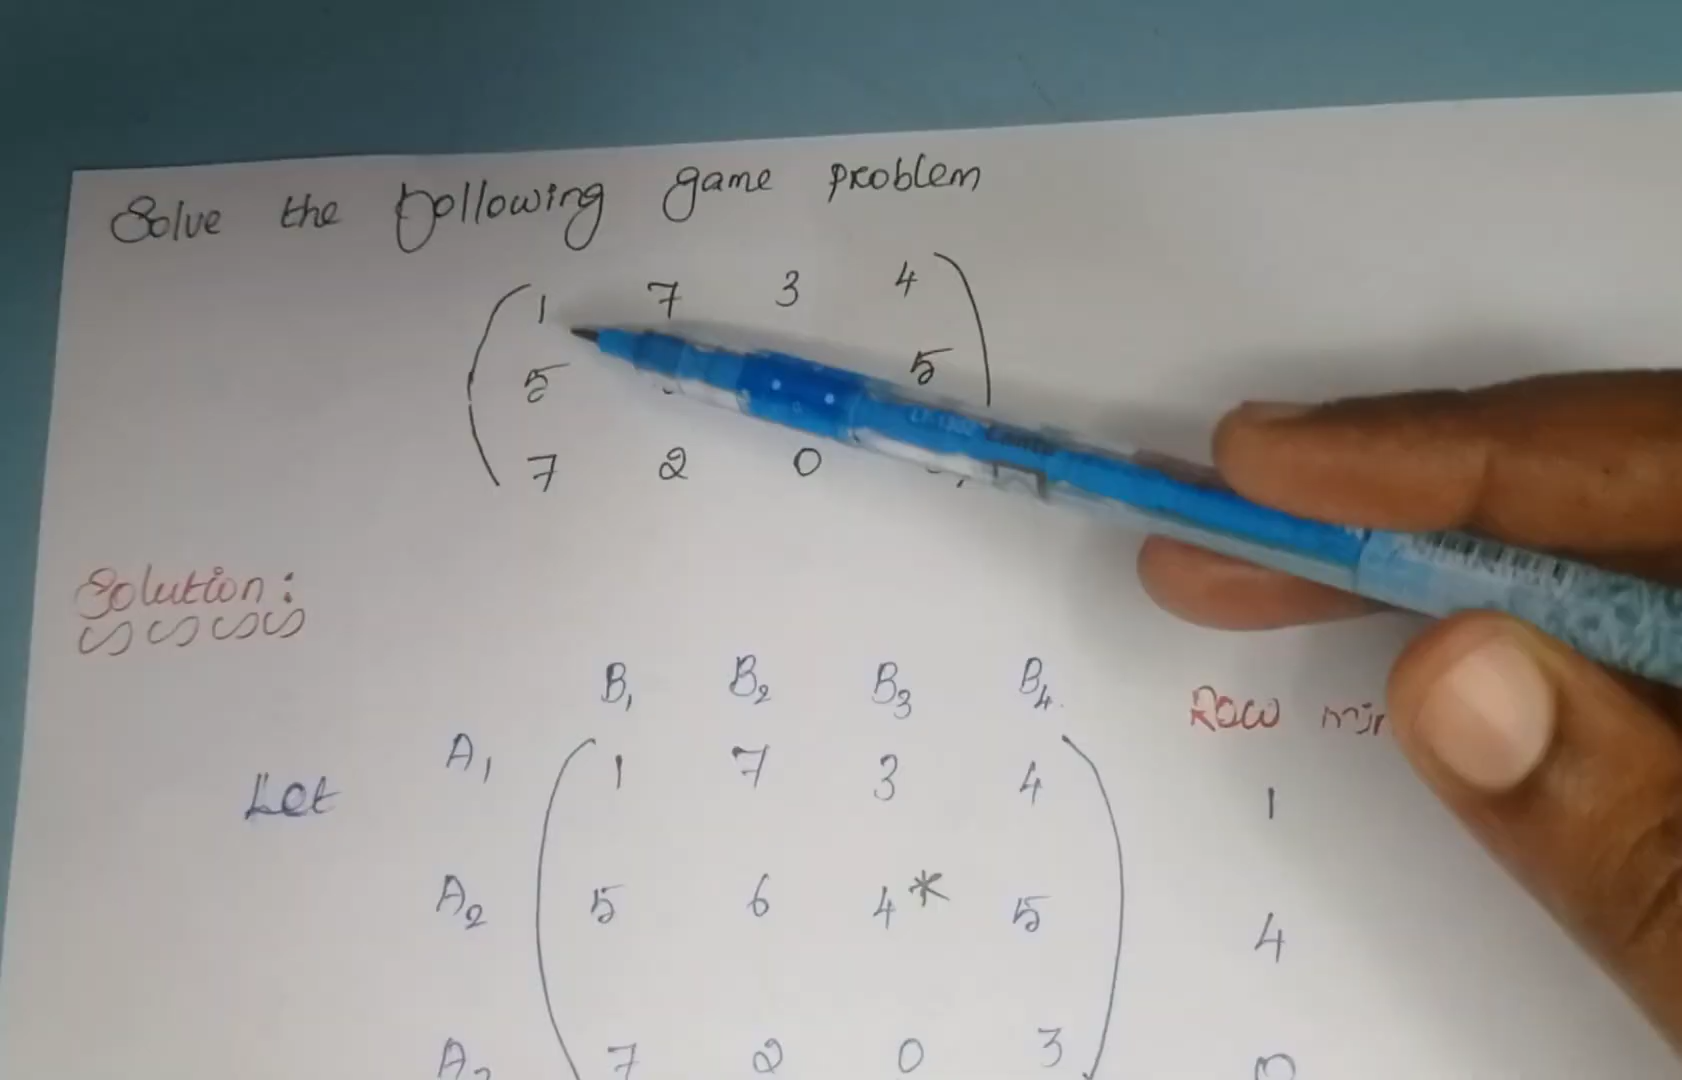 Solve the following game problem
1 7 3 4
5 5
7 2 0
Solution:
B1 B2 B3 B4 Row min
Let A1 1 7 3 4 1
A2 5 6 4* 5 4
7 2 0 3